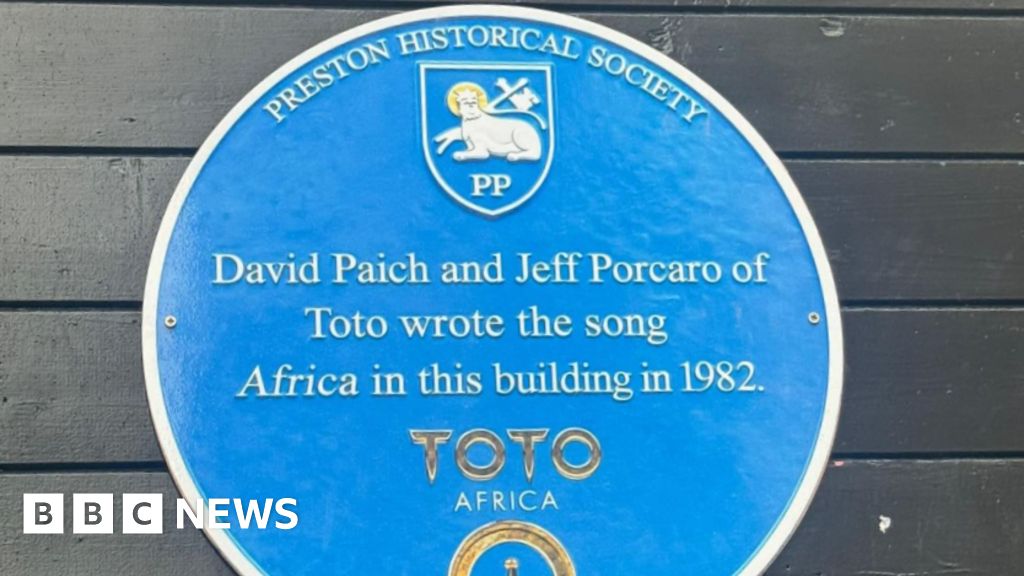 PRESTON HISTORICAL SOCIETY
PP
David Paich and Jeff Porcaro of
Toto wrote the song
Africa in this building in 1982.
TOTO
AFRICA
BBC NEWS